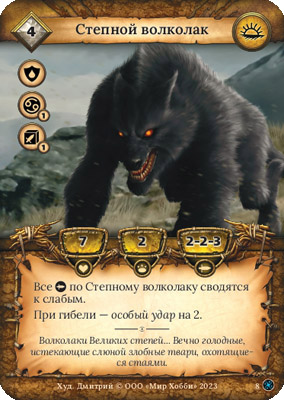 4
Степной волколак
1
1
7
2
2-2-3
Все по Степному волколаку сводятся
к слабым.
При гибели — особый удар на 2.
Волколаки Великих степей... Вечно голодные,
истекающие слюной злобные твари, охотящие-
ся стаями.
Худ. Дмитрий © ООО «Мир Хобби» 2023
8